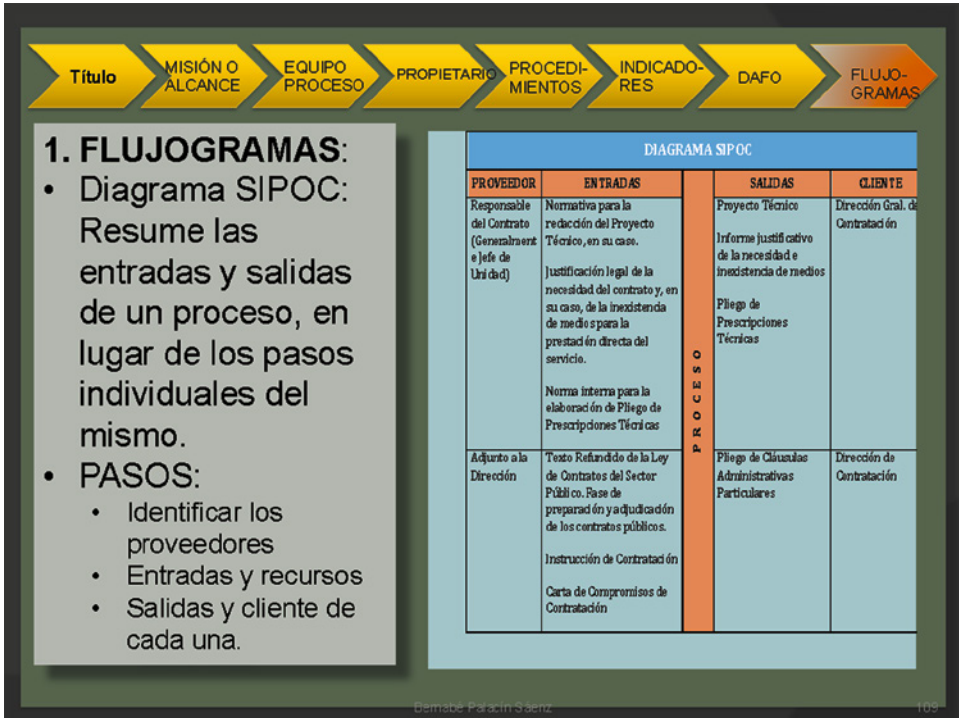 Título
MISIÓN O
ALCANCE
EQUIPO
PROCESO
PROPIETARIO
PROCEDI-
MIENTOS
INDICADO-
RES
DAFO
FLUJO-
GRAMAS
1. FLUJOGRAMAS:
• Diagrama SIPOC:
Resume las
entradas y salidas
de un proceso, en
lugar de los pasos
individuales del
mismo.
• PASOS:
• Identificar los
proveedores
• Entradas y recursos
• Salidas y cliente de
cada una.
DIAGRAMA SIPOC
PROVEEDOR
ENTRADAS
SALIDAS
CLIENTE
Responsable
del Contrato
(Generalment
e Jefe de
Unidad)
Normativa para la
redacción del Proyecto
Técnico, en su caso.
Justificación legal de la
necesidad del contrato y, en
su caso, de la inexistencia
de medios para la
prestación directa del
servicio.
Norma interna para la
elaboración de Pliego de
Prescripciones Técnicas
PROCESO
Proyecto Técnico
Informe justificativo
de la necesidad e
inexistencia de medios
Pliego de
Prescripciones
Técnicas
Dirección Gral. de
Contratación
Adjunto a la
Dirección
Texto Refundido de la Ley
de Contratos del Sector
Público. Fase de
preparación y adjudicación
de los contratos públicos.
Instrucción de Contratación
Carta de Compromisos de
Contratación
Pliego de Cláusulas
Administrativas
Particulares
Dirección de
Contratación
Bernabé Palacín Sáenz
109